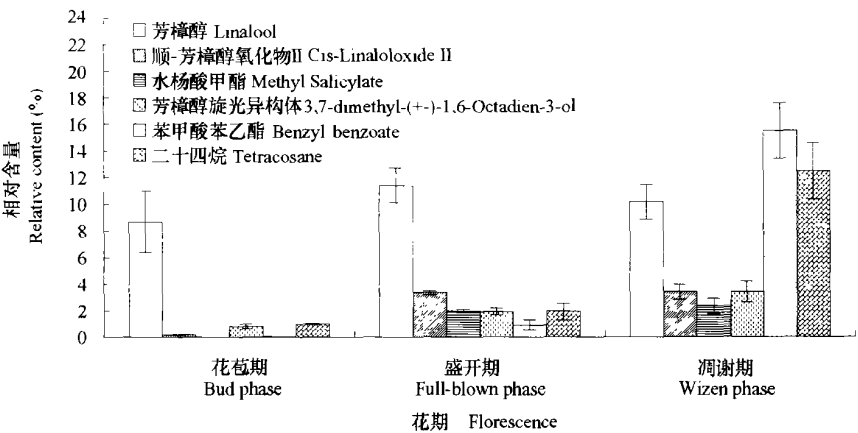 24
22
20
18
16
14
12
10
8
6
4
2
0
相对含量
Relative content (%)
芳樟醇 Linalool
顺-芳樟醇氧化物II Cis-Linaloloxide II
水杨酸甲酯 Methyl Salicylate
芳樟醇旋光异构体3,7-dimethyl-(+-)-1,6-Octadien-3-ol
苯甲酸苯乙酯 Benzyl benzoate
二十四烷 Tetracosane
花苞期
Bud phase
盛开期
Full-blown phase
凋谢期
Wizen phase
花期 Florescence